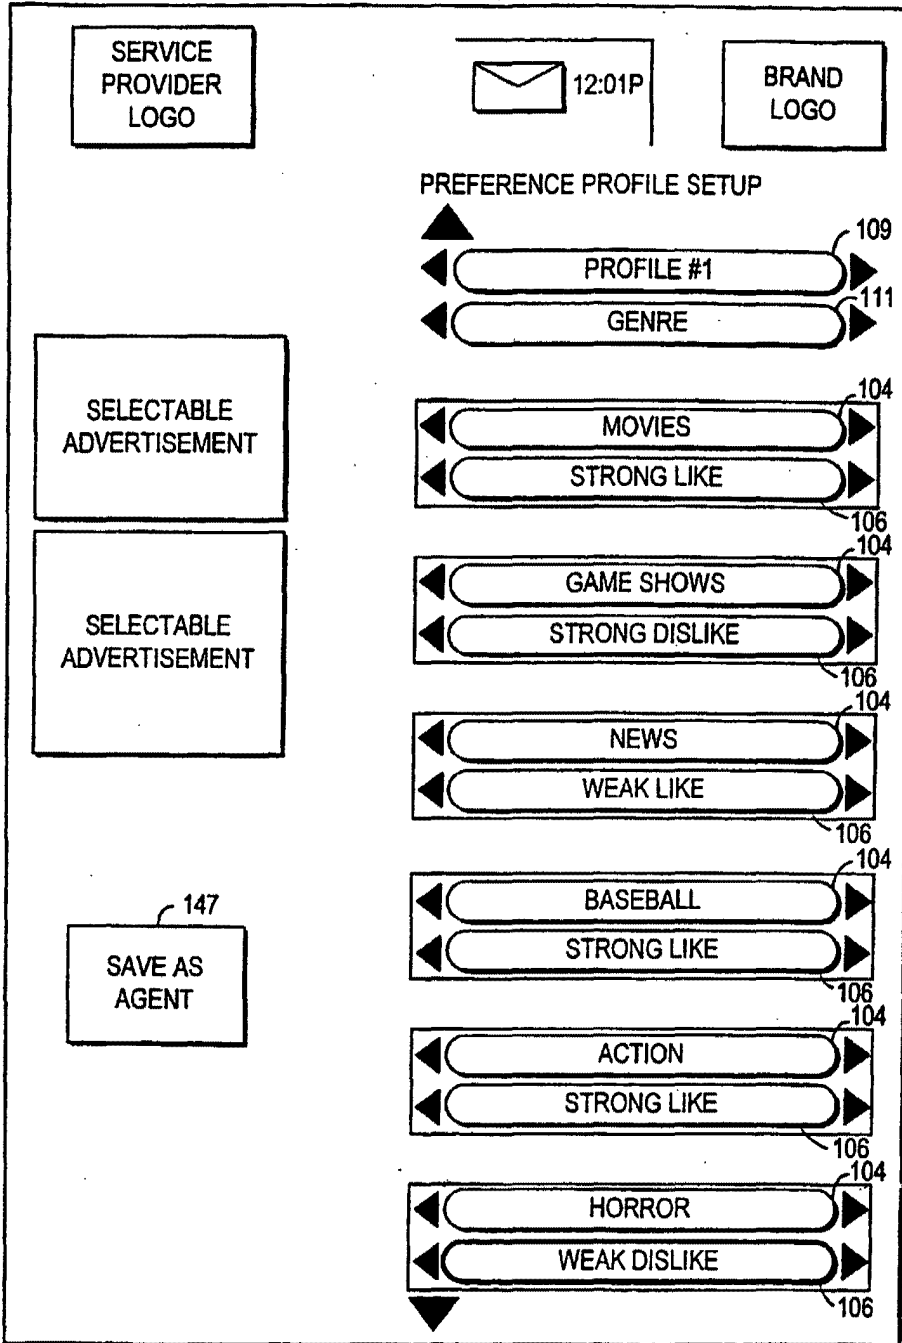 SERVICE
PROVIDER
LOGO
12:01P
BRAND
LOGO
PREFERENCE PROFILE SETUP
109
PROFILE #1
111
GENRE
SELECTABLE
ADVERTISEMENT
SELECTABLE
ADVERTISEMENT
147
SAVE AS
AGENT
104
MOVIES
STRONG LIKE
106
104
GAME SHOWS
STRONG DISLIKE
106
104
NEWS
WEAK LIKE
106
104
BASEBALL
STRONG LIKE
106
104
ACTION
STRONG LIKE
106
104
HORROR
WEAK DISLIKE
106